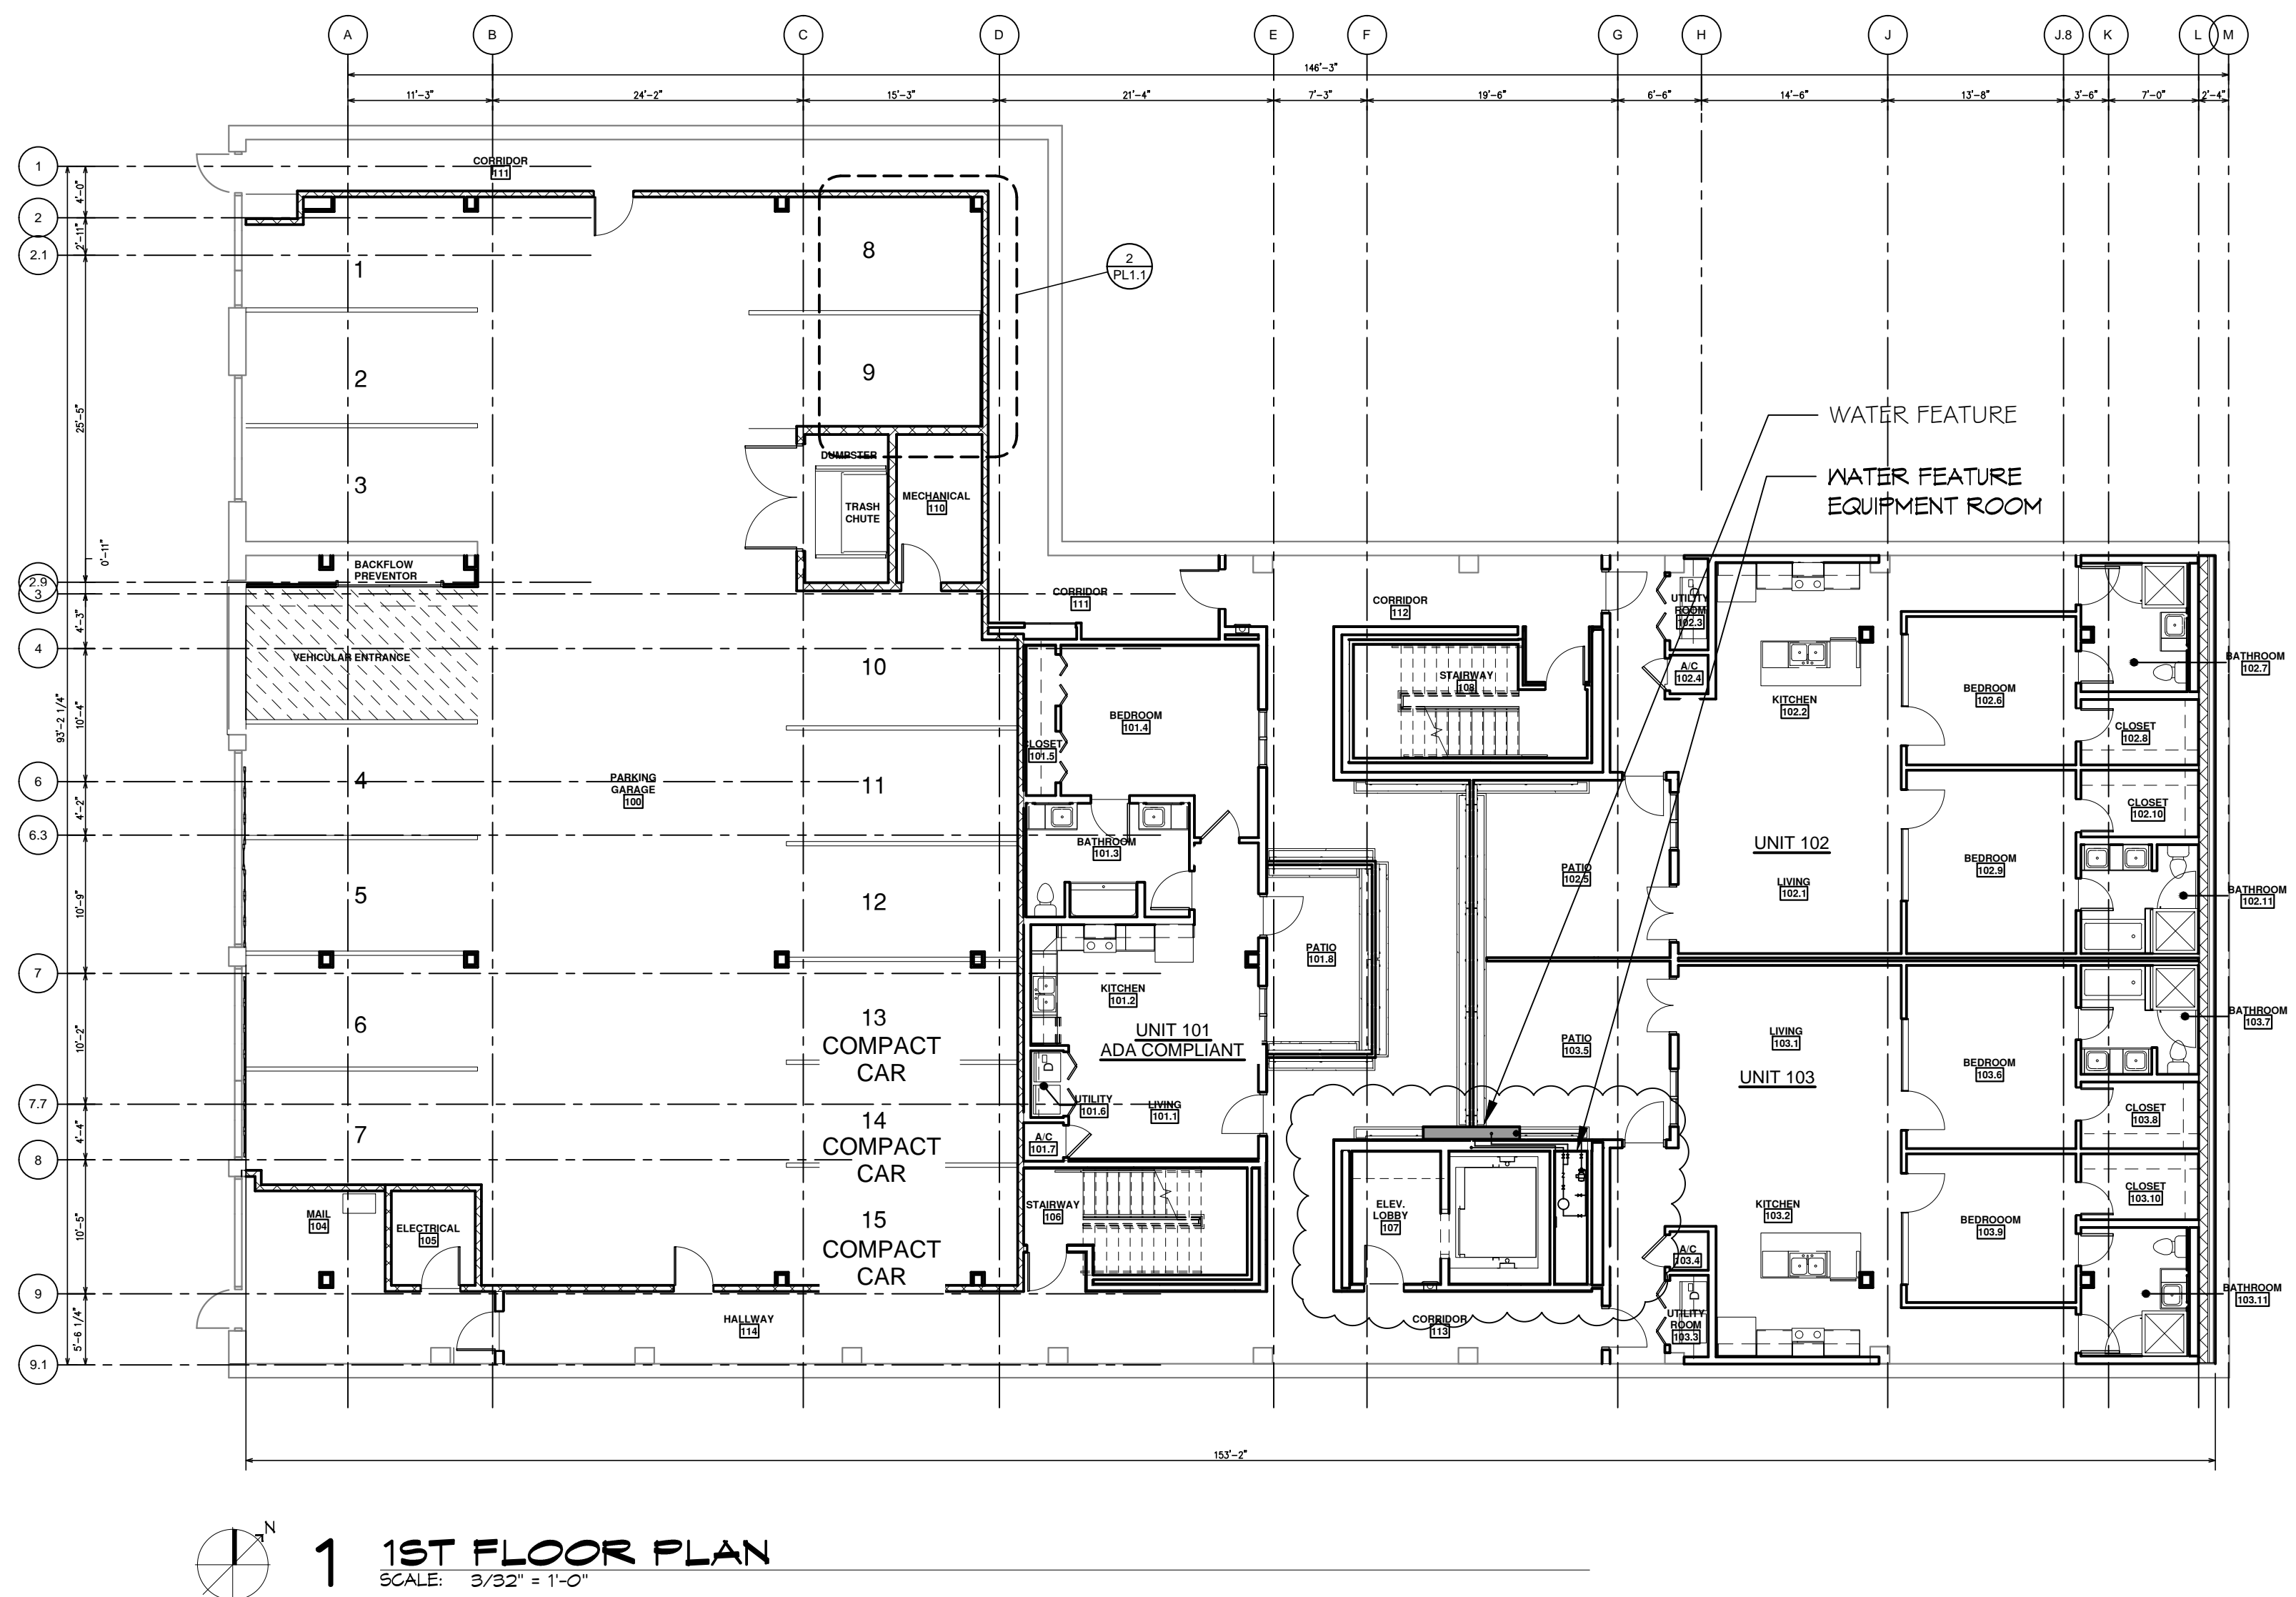 A B C D E F G H J J.8 K L M
146'-3"
11'-3" 24'-2" 15'-3" 21'-4" 7'-3" 19'-6" 6'-6" 14'-6" 13'-8" 3'-6" 7'-0" 2'-4"
1
2
2.1
2.9
3
4
6
6.3
7
7.7
8
9
9.1
4'-0"
2'-11"
25'-5"
0'-11"
4'-3"
10'-4"
93'-2 1/4"
4'-2"
10'-9"
10'-2"
4'-4"
10'-5"
5'-6 1/4"
CORRIDOR
111
1
2
3
8
9
2
PL1.1
DUMPSTER
TRASH
CHUTE
MECHANICAL
110
BACKFLOW
PREVENTOR
VEHICULAR ENTRANCE
4
5
6
7
PARKING
GARAGE
100
10
11
12
13
COMPACT
CAR
14
COMPACT
CAR
15
COMPACT
CAR
MAIL
104
ELECTRICAL
105
HALLWAY
114
CORRIDOR
111
BEDROOM
101.4
CLOSET
101.5
BATHROOM
101.3
KITCHEN
101.2
UNIT 101
ADA COMPLIANT
UTILITY
101.6
LIVING
101.1
A/C
101.7
STAIRWAY
106
PATIO
101.8
CORRIDOR
112
STAIRWAY
108
WATER FEATURE
WATER FEATURE
EQUIPMENT ROOM
PATIO
102.5
PATIO
103.5
ELEV.
LOBBY
107
CORRIDOR
113
UTILITY
ROOM
102.3
A/C
102.4
KITCHEN
102.2
UNIT 102
LIVING
102.1
BEDROOM
102.6
BEDROOM
102.9
BATHROOM
102.7
CLOSET
102.8
CLOSET
102.10
BATHROOM
102.11
LIVING
103.1
UNIT 103
KITCHEN
103.2
A/C
103.4
UTILITY
ROOM
103.3
BEDROOM
103.6
BEDROOOM
103.9
BATHROOM
103.7
CLOSET
103.8
CLOSET
103.10
BATHROOM
103.11
153'-2"
N
1 1ST FLOOR PLAN
SCALE: 3/32" = 1'-0"